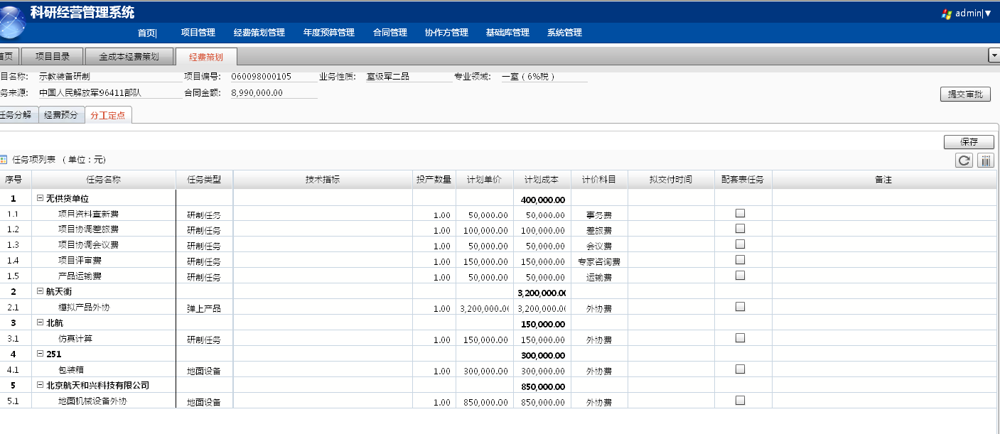 科研经营管理系统
admin|▼
首页| 项目管理 经费策划管理 年度预算管理 合同管理 协作方管理 基础库管理 系统管理
首页 项目目录 全成本经费策划 经费策划
目名称: 示教装备研制 项目编号: 060098000105 业务性质: 室级军二品 专业领域: 一室（6%税）
务来源: 中国人民解放军96411部队 合同金额: 8,990,000.00
提交审批
任务分解 经费预分 分工定点
保存
任务项列表 （单位：元）
序号 任务名称 任务类型 技术指标 投产数量 计划单价 计划成本 计价科目 拟交付时间 配套表任务 备注
1 无供货单位 400,000.00
1.1 项目资料查新费 研制任务 1.00 50,000.00 50,000.00 事务费
1.2 项目协调差旅费 研制任务 1.00 100,000.00 100,000.00 差旅费
1.3 项目协调会议费 研制任务 1.00 50,000.00 50,000.00 会议费
1.4 项目评审费 研制任务 1.00 150,000.00 150,000.00 专家咨询费
1.5 产品运输费 研制任务 1.00 50,000.00 50,000.00 运输费
2 航天衡 3,200,000.00
2.1 模拟产品外协 弹上产品 1.00 3,200,000.00 3,200,000.00 外协费
3 北航 150,000.00
3.1 仿真计算 研制任务 1.00 150,000.00 150,000.00 外协费
4 251 300,000.00
4.1 包装箱 地面设备 1.00 300,000.00 300,000.00 外协费
5 北京航天和兴科技有限公司 850,000.00
5.1 地面机械设备外协 地面设备 1.00 850,000.00 850,000.00 外协费